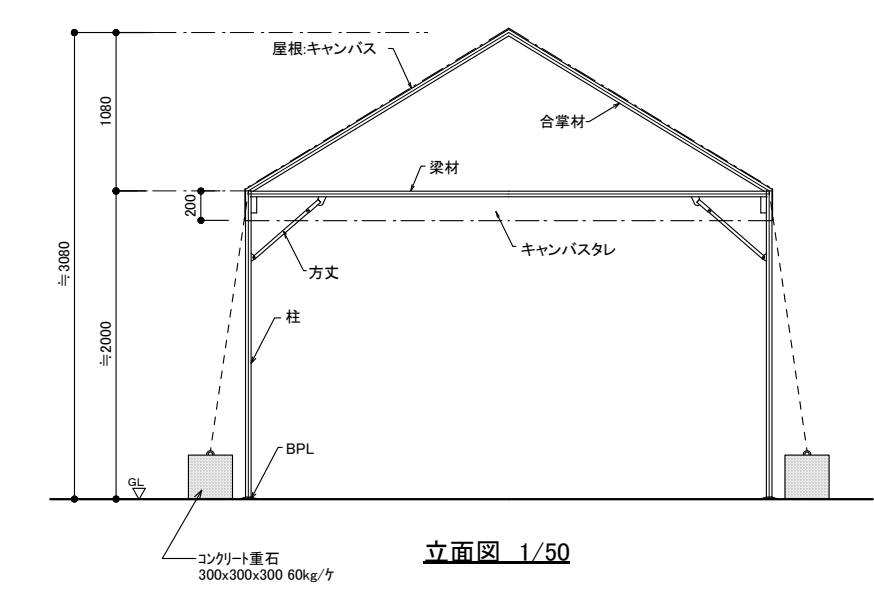 屋根:キャンバス
1080
合掌材
梁材
200
キャンバスタレ
≒3080
方丈
≒2000
柱
BPL
GL
コンクリート重石
300x300x300 60kg/ケ
立面図 1/50